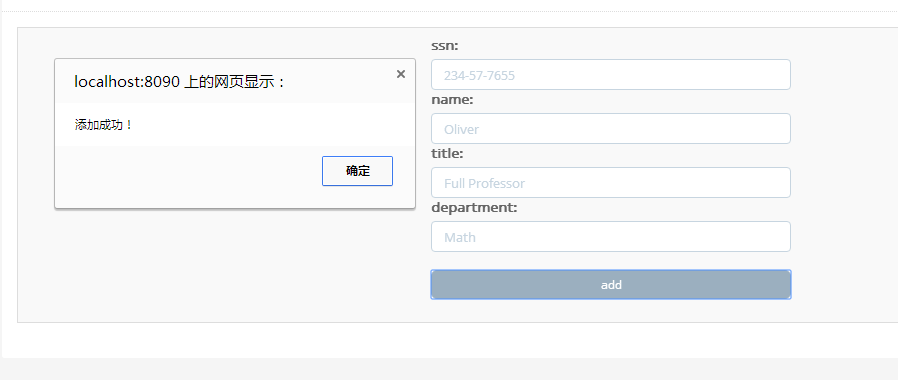 localhost:8090 上的网页显示：
添加成功！
确定
ssn:
234-57-7655
name:
Oliver
title:
Full Professor
department:
Math
add